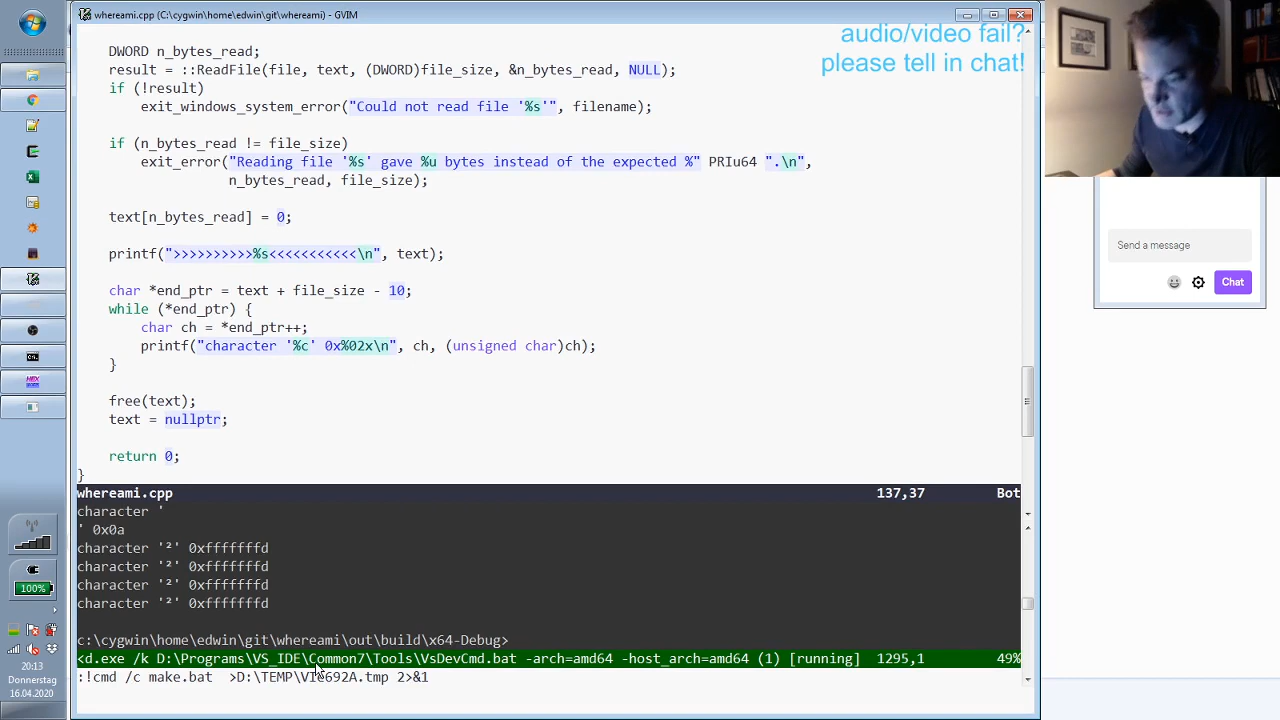 whereami.cpp (C:\cygwin\home\edwin\git\whereami) - GVIM
audio/video fail?
please tell in chat!
DWORD n_bytes_read;
result = ::ReadFile(file, text, (DWORD)file_size, &n_bytes_read, NULL);
if (!result)
exit_windows_system_error("Could not read file '%s'", filename);
if (n_bytes_read != file_size)
exit_error("Reading file '%s' gave %u bytes instead of the expected %" PRIu64 ".\n",
n_bytes_read, file_size);
text[n_bytes_read] = 0;
printf(">>>>>>>>>>%s<<<<<<<<<<<\n", text);
char *end_ptr = text + file_size - 10;
while (*end_ptr) {
char ch = *end_ptr++;
printf("character '%c' 0x%02x\n", ch, (unsigned char)ch);
}
free(text);
text = nullptr;
return 0;
}
whereami.cpp 137,37 Bot
character '
' 0x0a
character '²' 0xfffffffd
character '²' 0xfffffffd
character '²' 0xfffffffd
character '²' 0xfffffffd
c:\cygwin\home\edwin\git\whereami\out\build\x64-Debug>
<d.exe /k D:\Programs\VS_IDE\Common7\Tools\VsDevCmd.bat -arch=amd64 -host_arch=amd64 (1) [running] 1295,1 49%
:!cmd /c make.bat >D:\TEMP\VI692A.tmp 2>&1
Send a message
Chat
HEX
100%
20:13
Donnerstag
16.04.2020